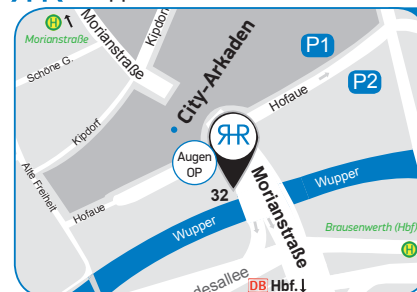 H
Morianstraße
Morianstraße
Kipdorf
Schöne G.
Kipdorf
City-Arkaden
P1
P2
Hofaue
Alte Freiheit
Hofaue
Augen
OP
32
Morianstraße
Wupper
Wupper
Brausenwerth (Hbf)
H
DB Hbf.↓